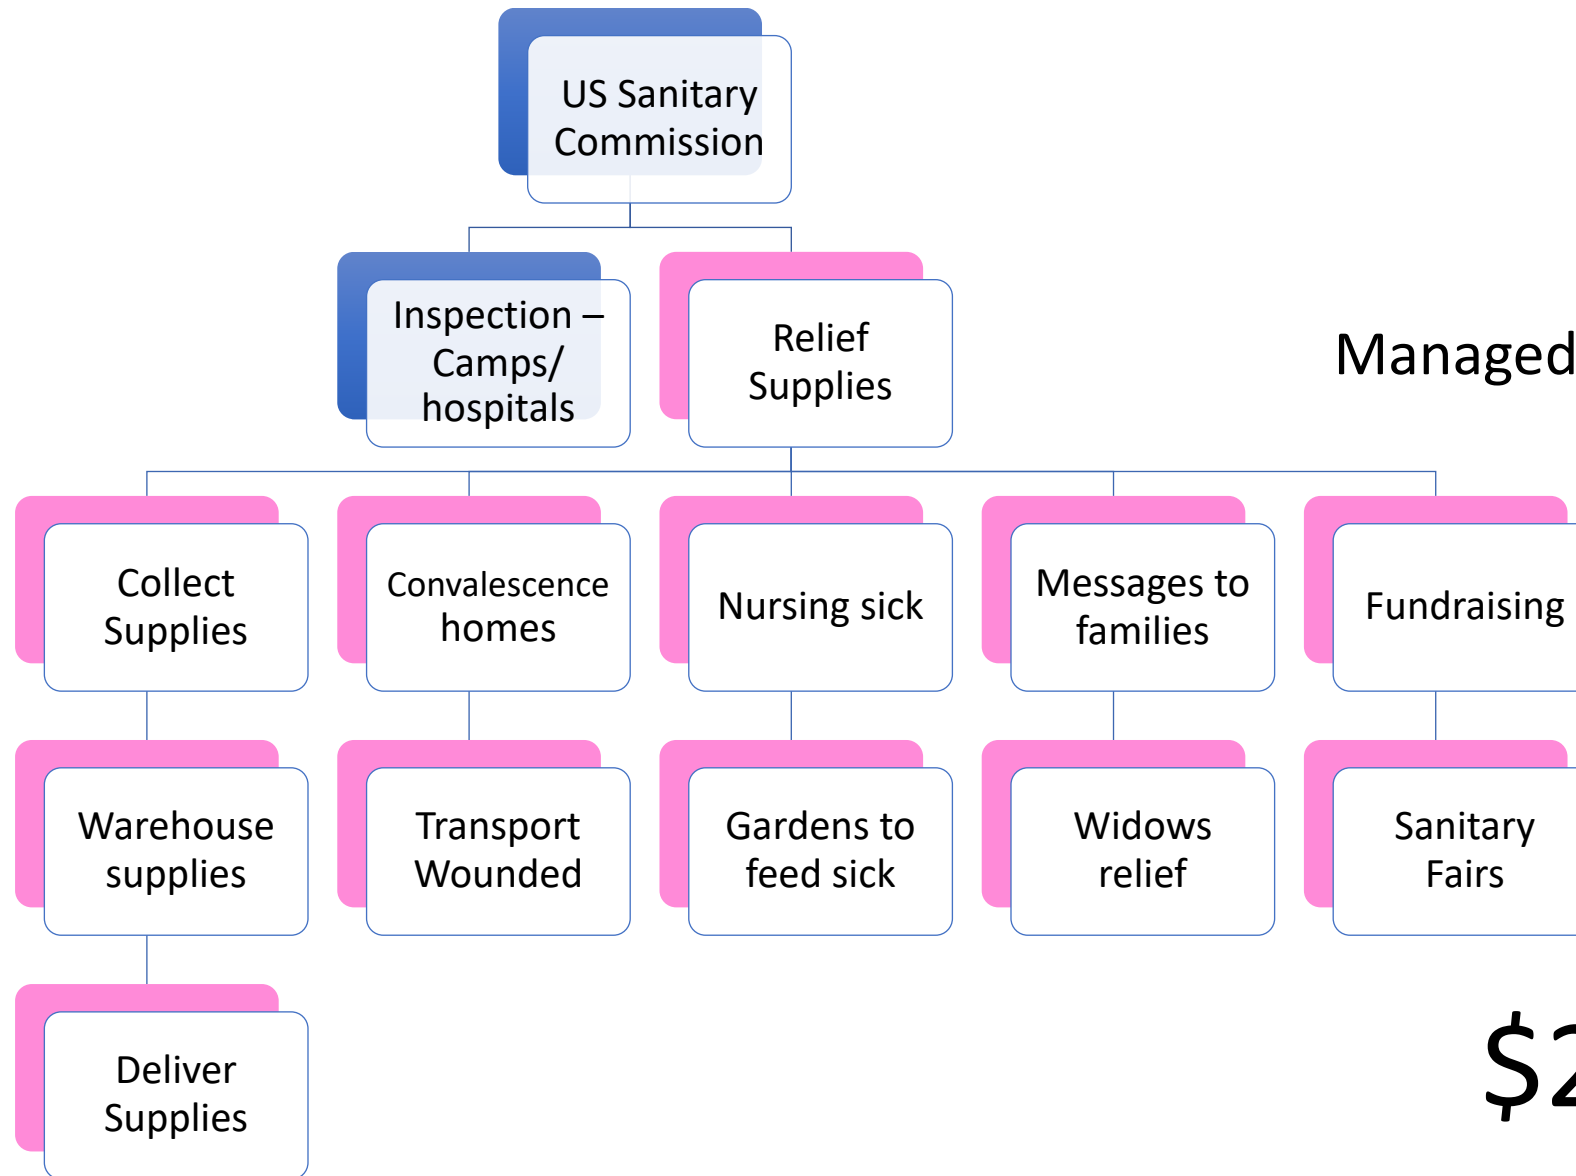 US Sanitary
Commission
Inspection –
Camps/
hospitals
Relief
Supplies
Managed
Collect
Supplies
Convalescence
homes
Nursing sick
Messages to
families
Fundraising
Warehouse
supplies
Transport
Wounded
Gardens to
feed sick
Widows
relief
Sanitary
Fairs
Deliver
Supplies
$2